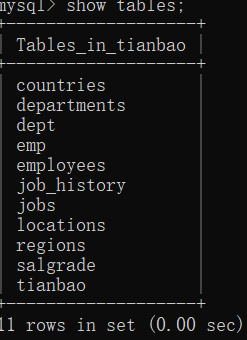 mysql> show tables;
+--------------------+
| Tables_in_tianbao |
+--------------------+
countries
departments
dept
emp
employees
job_history
jobs
locations
regions
salgrade
tianbao
+--------------------+
11 rows in set (0.00 sec)